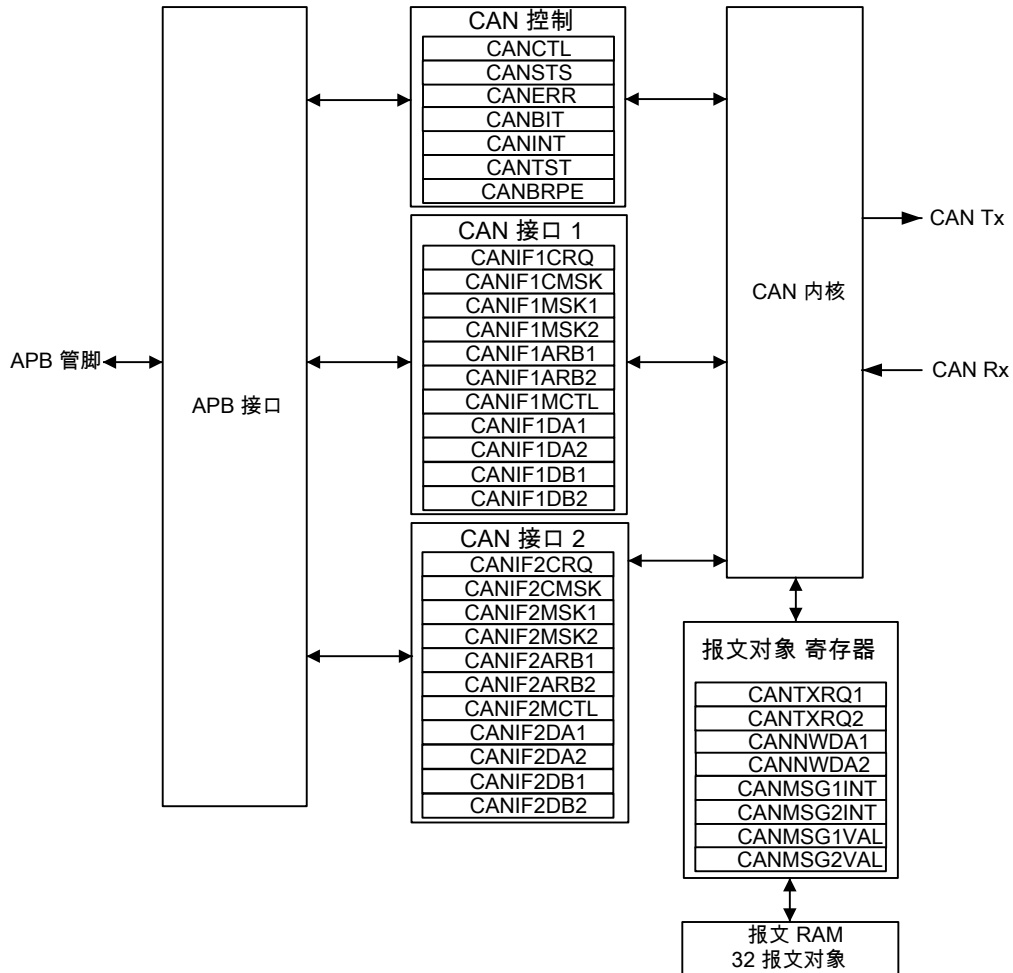 CAN 控制
CANCTL
CANSTS
CANERR
CANBIT
CANINT
CANTST
CANBRPE
CAN 接口 1
CANIF1CRQ
CANIF1CMSK
CANIF1MSK1
CANIF1MSK2
CANIF1ARB1
CANIF1ARB2
CANIF1MCTL
CANIF1DA1
CANIF1DA2
CANIF1DB1
CANIF1DB2
CAN 接口 2
CANIF2CRQ
CANIF2CMSK
CANIF2MSK1
CANIF2MSK2
CANIF2ARB1
CANIF2ARB2
CANIF2MCTL
CANIF2DA1
CANIF2DA2
CANIF2DB1
CANIF2DB2
APB 管脚
APB 接口
CAN 内核
CAN Tx
CAN Rx
报文对象 寄存器
CANTXRQ1
CANTXRQ2
CANNWDA1
CANNWDA2
CANMSG1INT
CANMSG2INT
CANMSG1VAL
CANMSG2VAL
报文 RAM
32 报文对象